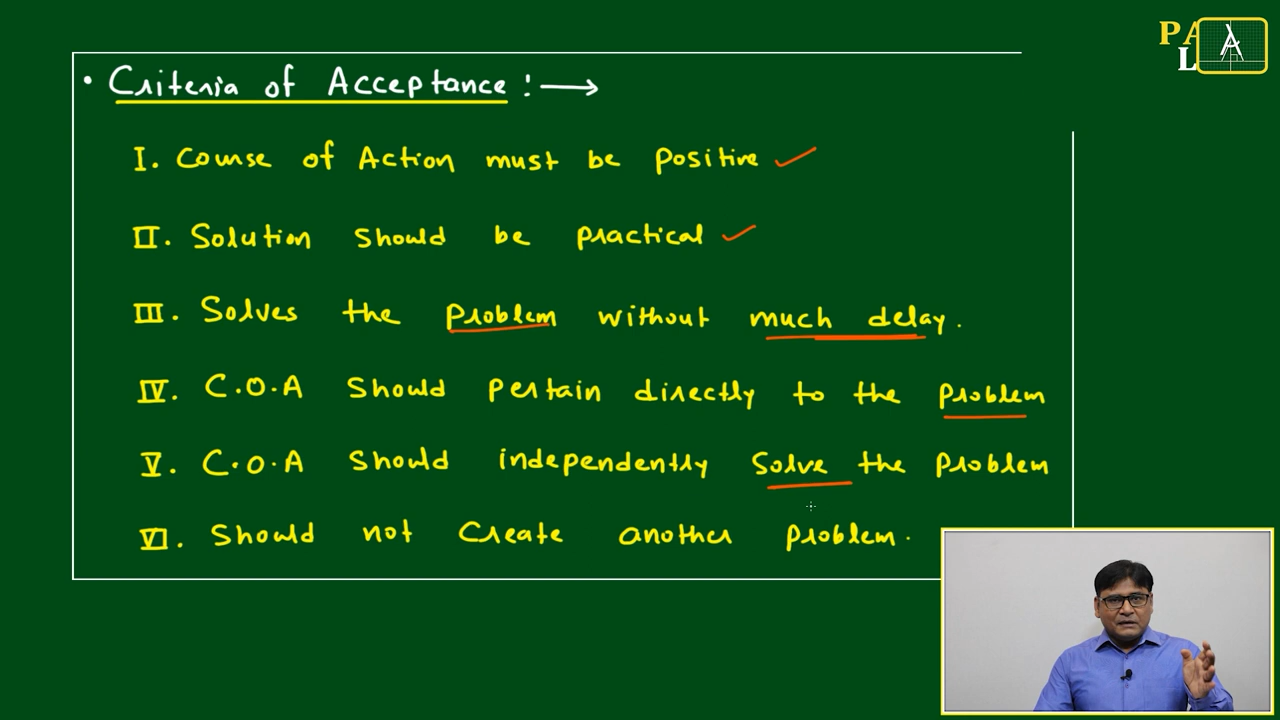 PA
L
• Criteria of Acceptance :→
I. Course of Action must be positive ✓
II. Solution should be practical ✓
III. Solves the problem without much delay.
IV. C.O.A should pertain directly to the problem
V. C.O.A should independently solve the problem
VI. Should not create another problem.